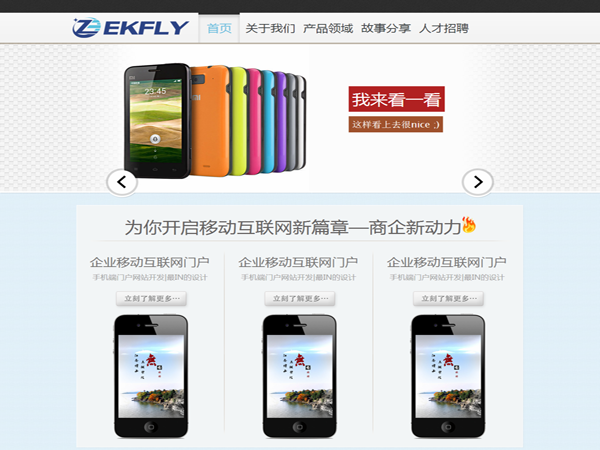 ZEKFLY
首页 关于我们 产品领域 故事分享 人才招聘
23:45
我来看一看
这样看上去很nice :)
为你开启移动互联网新篇章—商企新动力
企业移动互联网门户 企业移动互联网门户 企业移动互联网门户
手机端门户网站开发|最IN的设计 手机端门户网站开发|最IN的设计 手机端门户网站开发|最IN的设计
立刻了解更多··· 立刻了解更多··· 立刻了解更多···